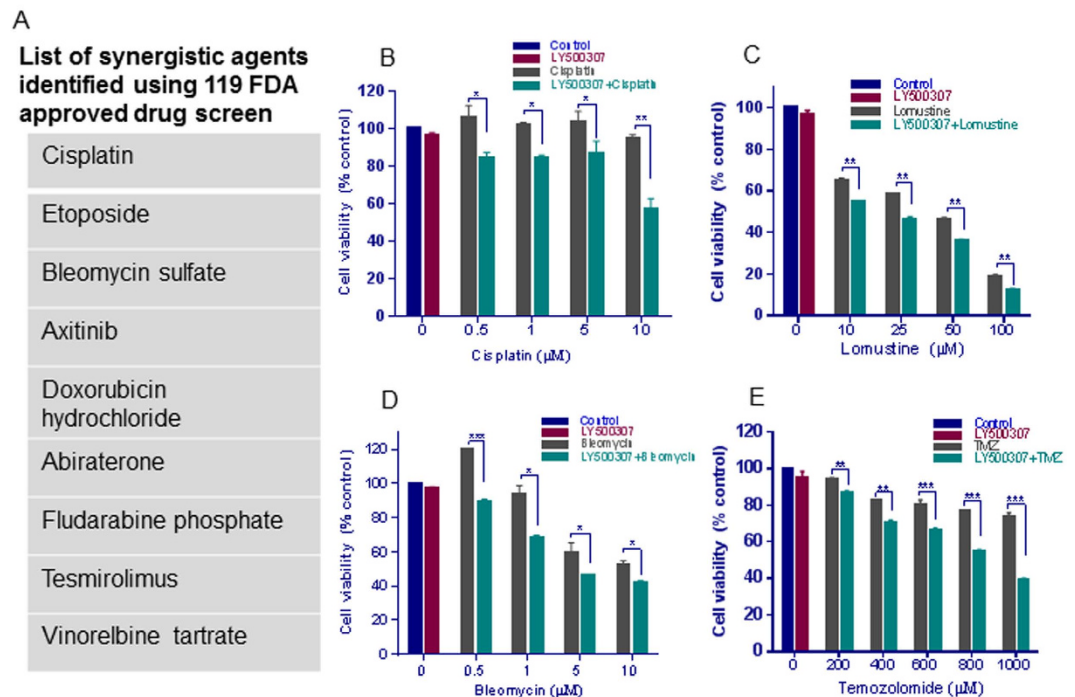 A
List of synergistic agents
identified using 119 FDA
approved drug screen
Cisplatin
Etoposide
Bleomycin sulfate
Axitinib
Doxorubicin
hydrochloride
Abiraterone
Fludarabine phosphate
Tesmirolimus
Vinorelbine tartrate
B
Control
LY500307
Cisplatin
LY500307+Cisplatin
Cell viability (% control)
120
100
80
60
40
20
0
* * * **
0 0.5 1 5 10
Cisplatin (µM)
C
Control
LY500307
Lomustine
LY500307+Lomustine
Cell viability (% control)
100
80
60
40
20
0
** ** ** **
0 10 25 50 100
Lomustine (µM)
D
Control
LY500307
Bleomycin
LY500307+Bleomycin
Cell viability (% control)
120
100
80
60
40
20
0
*** * * *
0 0.5 1 5 10
Bleomycin (µM)
E
Control
LY500307
TMZ
LY500307+TMZ
Cell viability (% control)
120
100
80
60
40
20
0
** ** *** *** ***
0 200 400 600 800 1000
Temozolomide (µM)